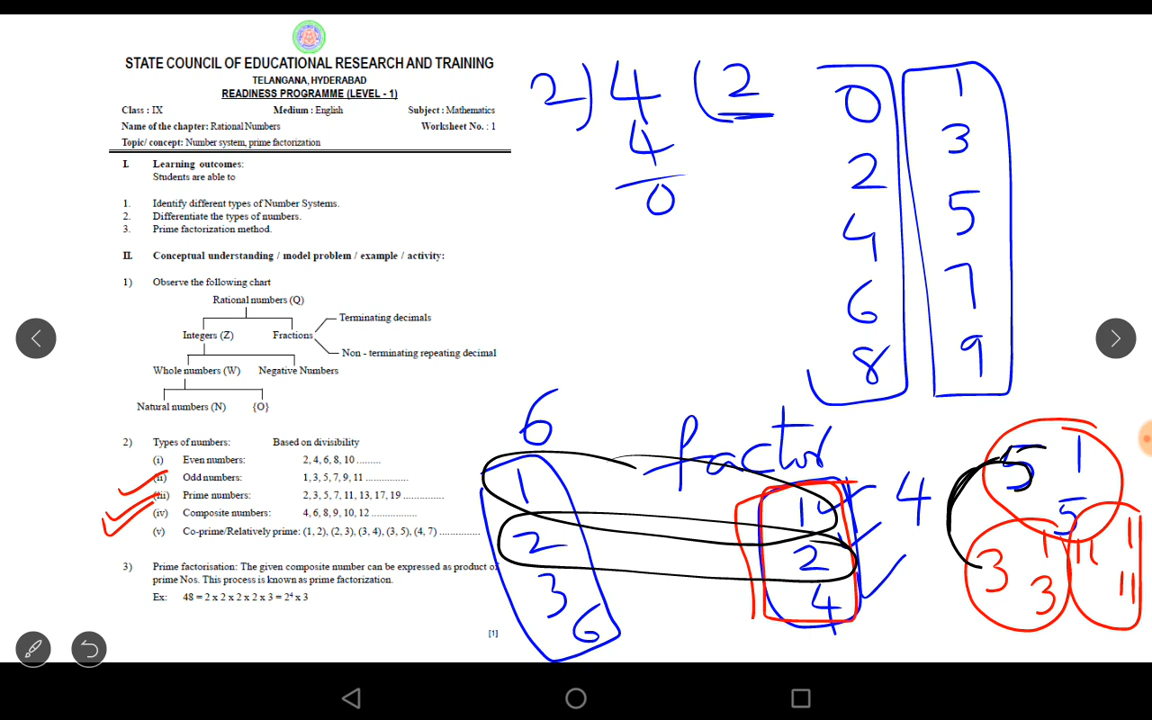 STATE COUNCIL OF EDUCATIONAL RESEARCH AND TRAINING
TELANGANA, HYDERABAD
READINESS PROGRAMME (LEVEL - 1)
Class : IX Medium : English Subject : Mathematics
Name of the chapter: Rational Numbers Worksheet No. : 1
Topic/ concept: Number system, prime factorization
I. Learning outcomes:
Students are able to
1. Identify different types of Number Systems.
2. Differentiate the types of numbers.
3. Prime factorization method.
II. Conceptual understanding / model problem / example / activity:
1) Observe the following chart
Rational numbers (Q)
Terminating decimals
Integers (Z) Fractions
Non - terminating repeating decimal
Whole numbers (W) Negative Numbers
Natural numbers (N) {O}
2) Types of numbers: Based on divisibility
(i) Even numbers: 2, 4, 6, 8, 10 .........
(ii) Odd numbers: 1, 3, 5, 7, 9, 11 ................
(iii) Prime numbers: 2, 3, 5, 7, 11, 13, 17, 19 ...............
(iv) Composite numbers: 4, 6, 8, 9, 10, 12 .................
(v) Co-prime/Relatively prime: (1, 2), (2, 3), (3, 4), (3, 5), (4, 7) ...............
3) Prime factorisation: The given composite number can be expressed as product of
prime Nos. This process is known as prime factorization.
Ex: 48 = 2 x 2 x 2 x 2 x 3 = 2⁴ x 3
[1]
2) 4 ( 2
4
0
0 1
2 3
4 5
6 7
8 9
6
1
2
3
6
factor
1 4
2
4
5 1
5
3 1
3
11 1
11